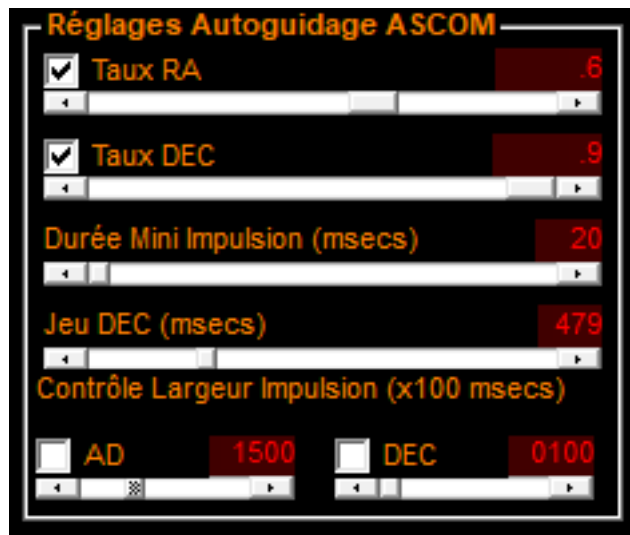 Réglages Autoguidage ASCOM
Taux RA .6
Taux DEC .9
Durée Mini Impulsion (msecs) 20
Jeu DEC (msecs) 479
Contrôle Largeur Impulsion (x100 msecs)
AD 1500 DEC 0100